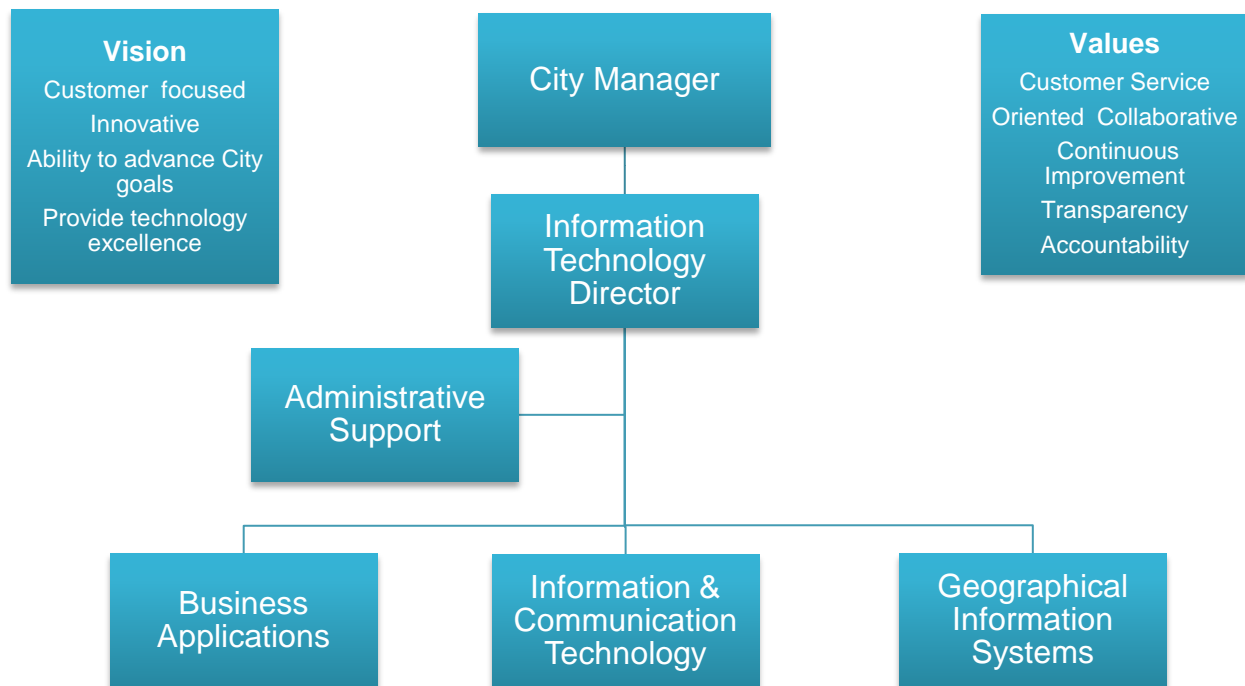 Vision
Customer focused
Innovative
Ability to advance City
goals
Provide technology
excellence
City Manager
Values
Customer Service
Oriented Collaborative
Continuous
Improvement
Transparency
Accountability
Information
Technology
Director
Administrative
Support
Business
Applications
Information &
Communication
Technology
Geographical
Information
Systems